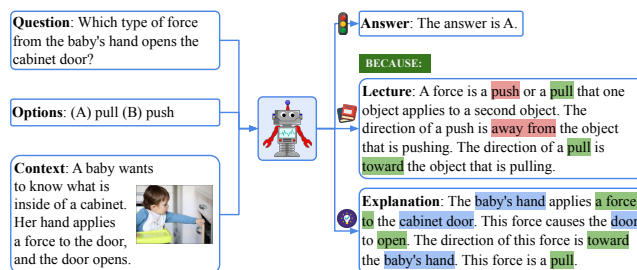 Question: Which type of force
from the baby's hand opens the
cabinet door?
Options: (A) pull (B) push
Context: A baby wants
to know what is
inside of a cabinet.
Her hand applies
a force to the door,
and the door opens.
Answer: The answer is A.
BECAUSE:
Lecture: A force is a push or a pull that one
object applies to a second object. The
direction of a push is away from the object
that is pushing. The direction of a pull is
toward the object that is pulling.
Explanation: The baby's hand applies a force
to the cabinet door. This force causes the door
to open. The direction of this force is toward
the baby's hand. This force is a pull.